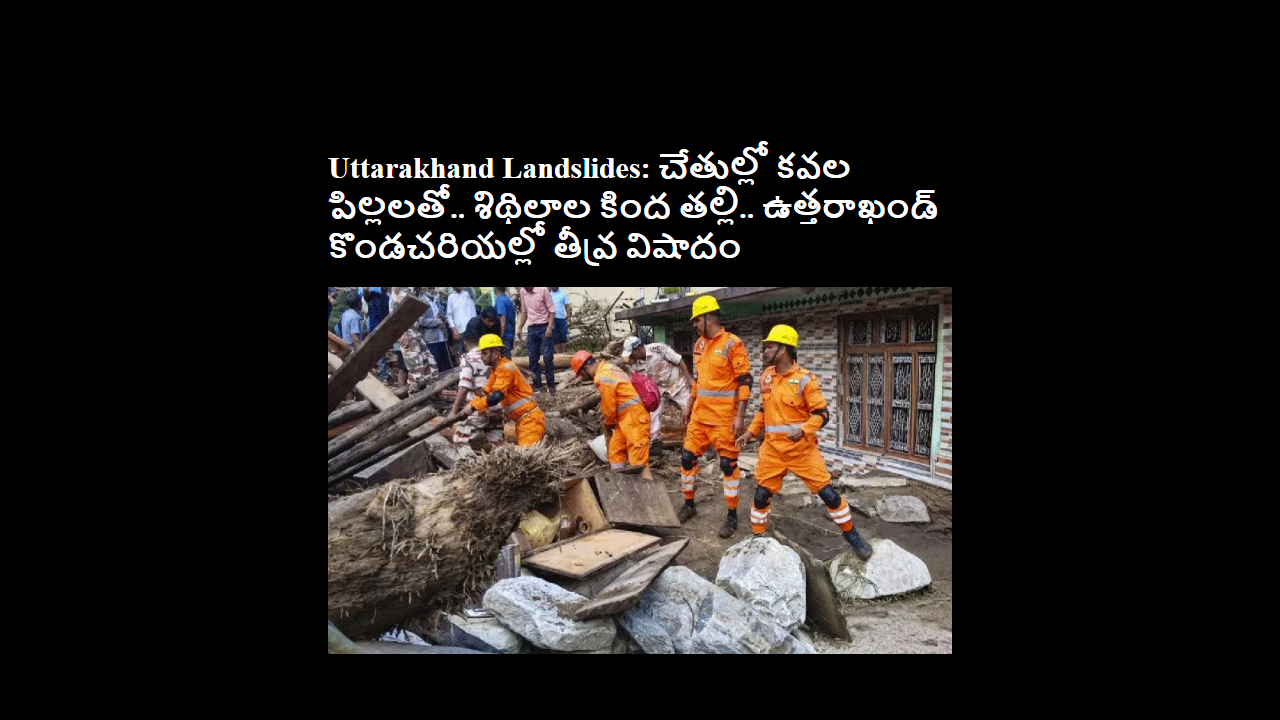 Uttarakhand Landslides: చేతుల్లో కవల
పిల్లలతో.. శిథిల్గాల కింద తల్లి.. ఉత్తరాఖండ్
కొండచరియల్లో తీవ్ర విషాదం